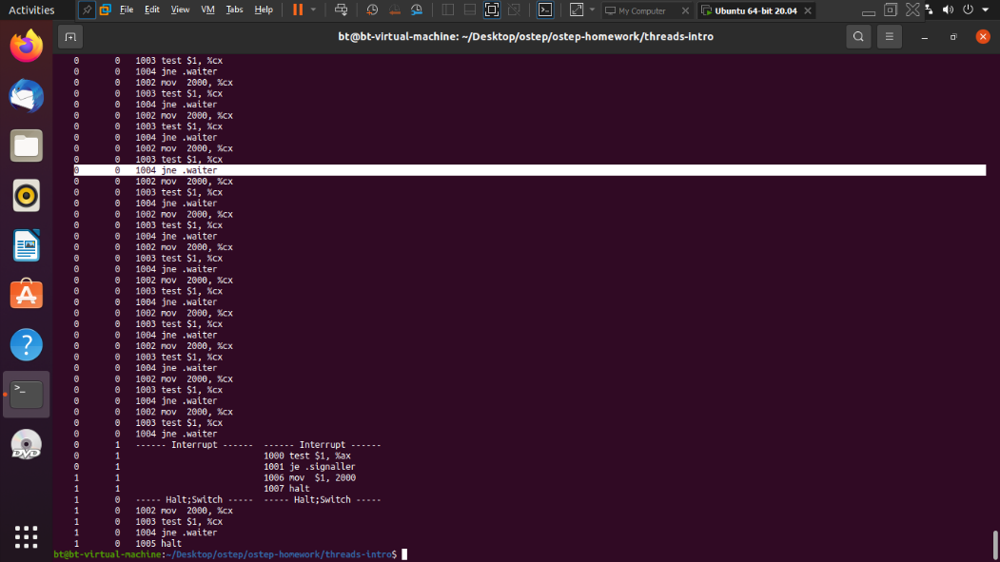 Activities File Edit View VM Tabs Help My Computer Ubuntu 64-bit 20.04
bt@bt-virtual-machine: ~/Desktop/ostep/ostep-homework/threads-intro
0 0 1003 test $1, %cx
0 0 1004 jne .waiter
0 0 1002 mov 2000, %cx
0 0 1003 test $1, %cx
0 0 1004 jne .waiter
0 0 1002 mov 2000, %cx
0 0 1003 test $1, %cx
0 0 1004 jne .waiter
0 0 1002 mov 2000, %cx
0 0 1003 test $1, %cx
0 0 1004 jne .waiter
0 0 1002 mov 2000, %cx
0 0 1003 test $1, %cx
0 0 1004 jne .waiter
0 0 1002 mov 2000, %cx
0 0 1003 test $1, %cx
0 0 1004 jne .waiter
0 0 1002 mov 2000, %cx
0 0 1003 test $1, %cx
0 0 1004 jne .waiter
0 0 1002 mov 2000, %cx
0 0 1003 test $1, %cx
0 0 1004 jne .waiter
0 0 1002 mov 2000, %cx
0 0 1003 test $1, %cx
0 0 1004 jne .waiter
0 0 1002 mov 2000, %cx
0 0 1003 test $1, %cx
0 0 1004 jne .waiter
0 0 1002 mov 2000, %cx
0 0 1003 test $1, %cx
0 0 1004 jne .waiter
0 0 1002 mov 2000, %cx
0 0 1003 test $1, %cx
0 0 1004 jne .waiter
0 1 ------ Interrupt ------ ------ Interrupt ------
0 1 1000 test $1, %ax
0 1 1001 je .signaller
1 1 1006 mov $1, 2000
1 1 1007 halt
1 0 ----- Halt;Switch ----- ----- Halt;Switch -----
1 0 1002 mov 2000, %cx
1 0 1003 test $1, %cx
1 0 1004 jne .waiter
1 0 1005 halt
bt@bt-virtual-machine:~/Desktop/ostep/ostep-homework/threads-intro$
DVD